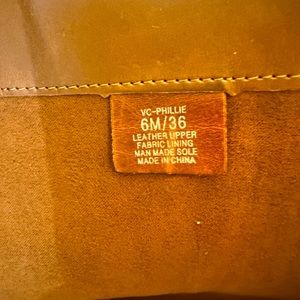 VC-PHILLIE
6M/36
LEATHER UPPER
FABRIC LINING
MAN MADE SOLE
MADE IN CHINA